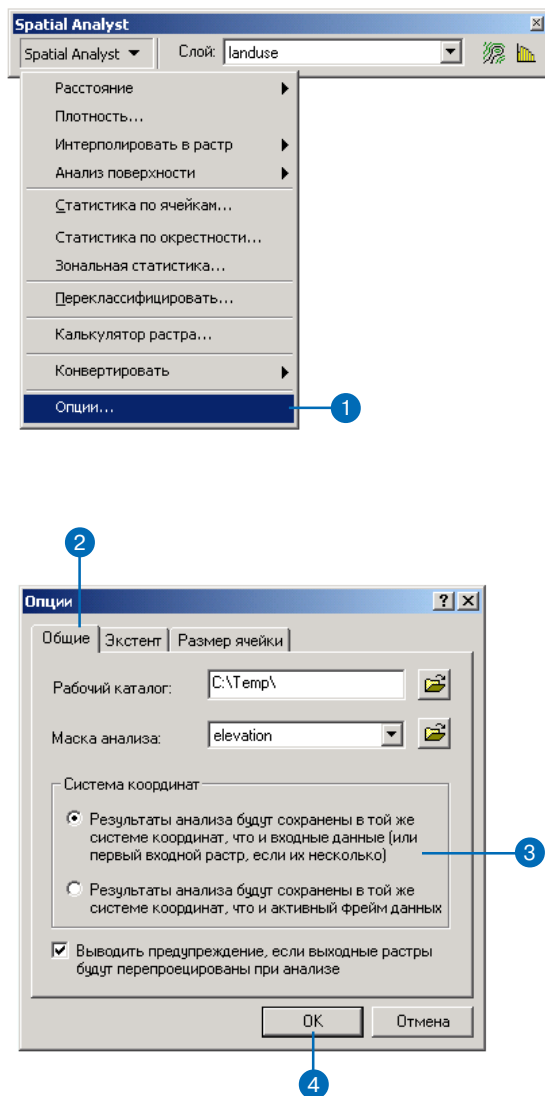 Spatial Analyst
Spatial Analyst
Слой: landuse
Расстояние
Плотность...
Интерполировать в растр
Анализ поверхности
Статистика по ячейкам...
Статистика по окрестности...
Зональная статистика...
Переклассифицировать...
Калькулятор растра...
Конвертировать
Опции...
1
2
Опции
Общие Экстент Размер ячейки
Рабочий каталог: C:\Temp\
Маска анализа: elevation
Система координат
Результаты анализа будут сохранены в той же
системе координат, что и входные данные (или
первый входной растр, если их несколько)
3
Результаты анализа будут сохранены в той же
системе координат, что и активный фрейм данных
Выводить предупреждение, если выходные растры
будут перепроецированы при анализе
OK Отмена
4